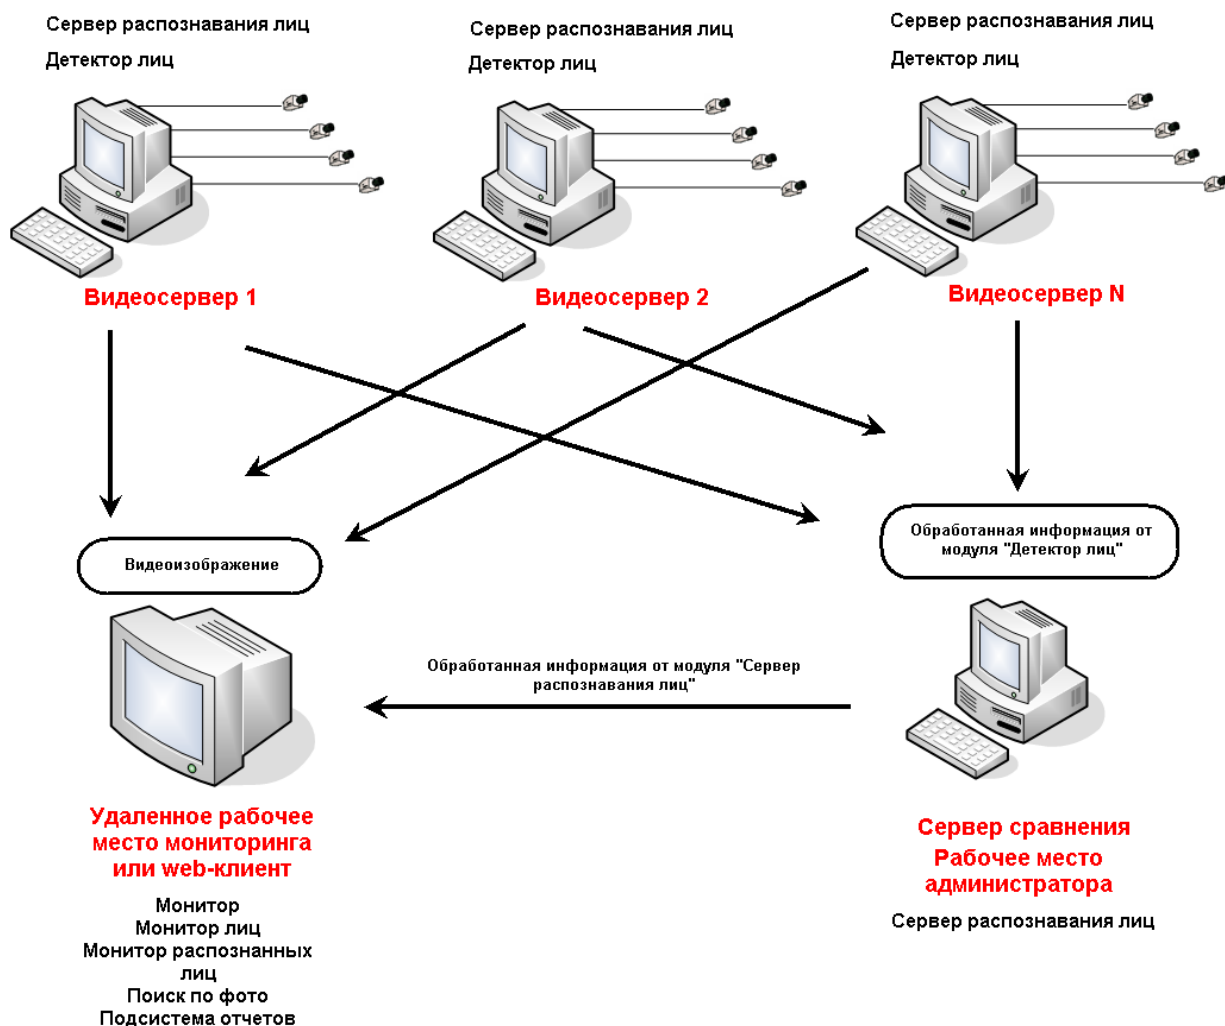 Сервер распознавания лиц
Детектор лиц
Сервер распознавания лиц
Детектор лиц
Сервер распознавания лиц
Детектор лиц
Видеосервер 1
Видеосервер 2
Видеосервер N
Видеоизображение
Обработанная информация от
модуля "Детектор лиц"
Обработанная информация от модуля "Сервер
распознавания лиц"
Удаленное рабочее
место мониторинга
или web-клиент
Монитор
Монитор лиц
Монитор распознанных
лиц
Поиск по фото
Подсистема отчетов
Сервер сравнения
Рабочее место
администратора
Сервер распознавания лиц